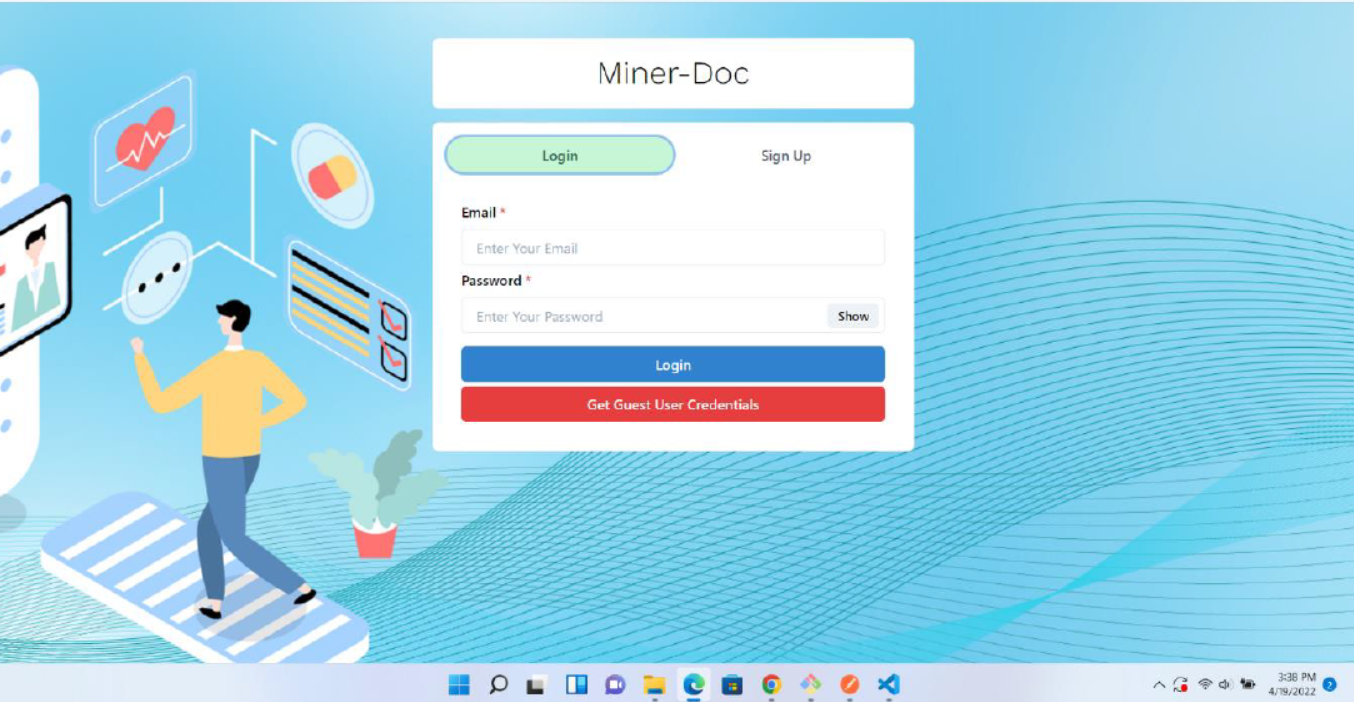 Miner-Doc
Login
Sign Up
Email *
Enter Your Email
Password *
Enter Your Password
Show
Login
Get Guest User Credentials
3:38 PM
4/19/2022
2